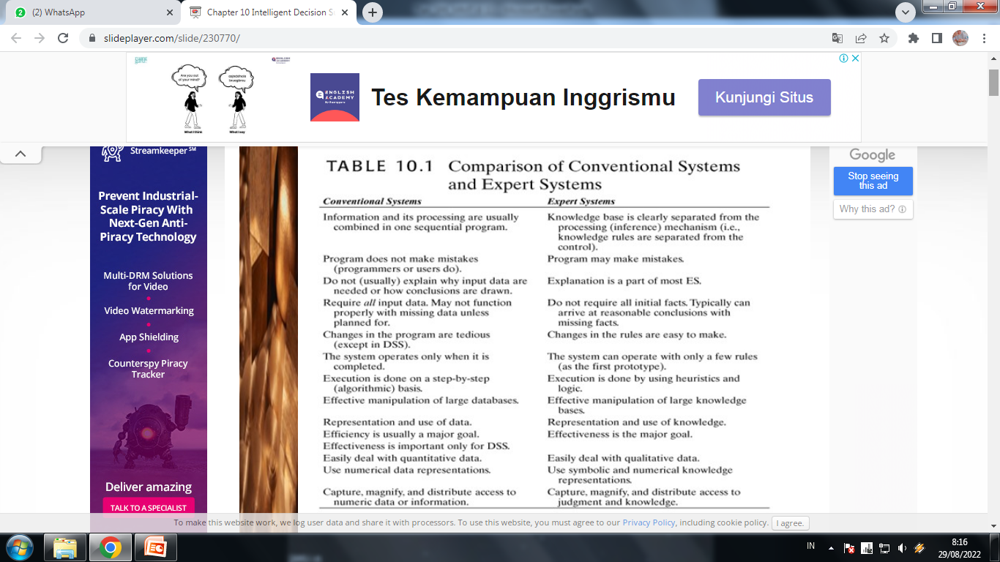 (2) WhatsApp
Chapter 10 Intelligent Decision S
slideplayer.com/slide/230770/
Are you out
of your mind?
What I think
What I say
ENGLISH
ACADEMY
Tes Kemampuan Inggrismu
Kunjungi Situs
Streamkeeper℠
Prevent Industrial-
Scale Piracy With
Next-Gen Anti-
Piracy Technology
Multi-DRM Solutions
for Video
Video Watermarking
App Shielding
Counterspy Piracy
Tracker
Deliver amazing
TALK TO A SPECIALIST
TABLE 10.1 Comparison of Conventional Systems
and Expert Systems
Conventional Systems Expert Systems
Information and its processing are usually
combined in one sequential program.
Knowledge base is clearly separated from the
processing (inference) mechanism (i.e.,
knowledge rules are separated from the
control).
Program does not make mistakes
(programmers or users do).
Program may make mistakes.
Do not (usually) explain why input data are
needed or how conclusions are drawn.
Explanation is a part of most ES.
Require all input data. May not function
properly with missing data unless
planned for.
Do not require all initial facts. Typically can
arrive at reasonable conclusions with
missing facts.
Changes in the program are tedious
(except in DSS).
Changes in the rules are easy to make.
The system operates only when it is
completed.
The system can operate with only a few rules
(as the first prototype).
Execution is done on a step-by-step
(algorithmic) basis.
Execution is done by using heuristics and
logic.
Effective manipulation of large databases.
Effective manipulation of large knowledge
bases.
Representation and use of data.
Representation and use of knowledge.
Efficiency is usually a major goal.
Effectiveness is important only for DSS.
Effectiveness is the major goal.
Easily deal with quantitative data.
Easily deal with qualitative data.
Use numerical data representations.
Use symbolic and numerical knowledge
representations.
Capture, magnify, and distribute access to
numeric data or information.
Capture, magnify, and distribute access to
judgment and knowledge.
Google
Stop seeing
this ad
Why this ad?
To make this website work, we log user data and share it with processors. To use this website, you must agree to our Privacy Policy, including cookie policy.
I agree.
IN
8:16
29/08/2022